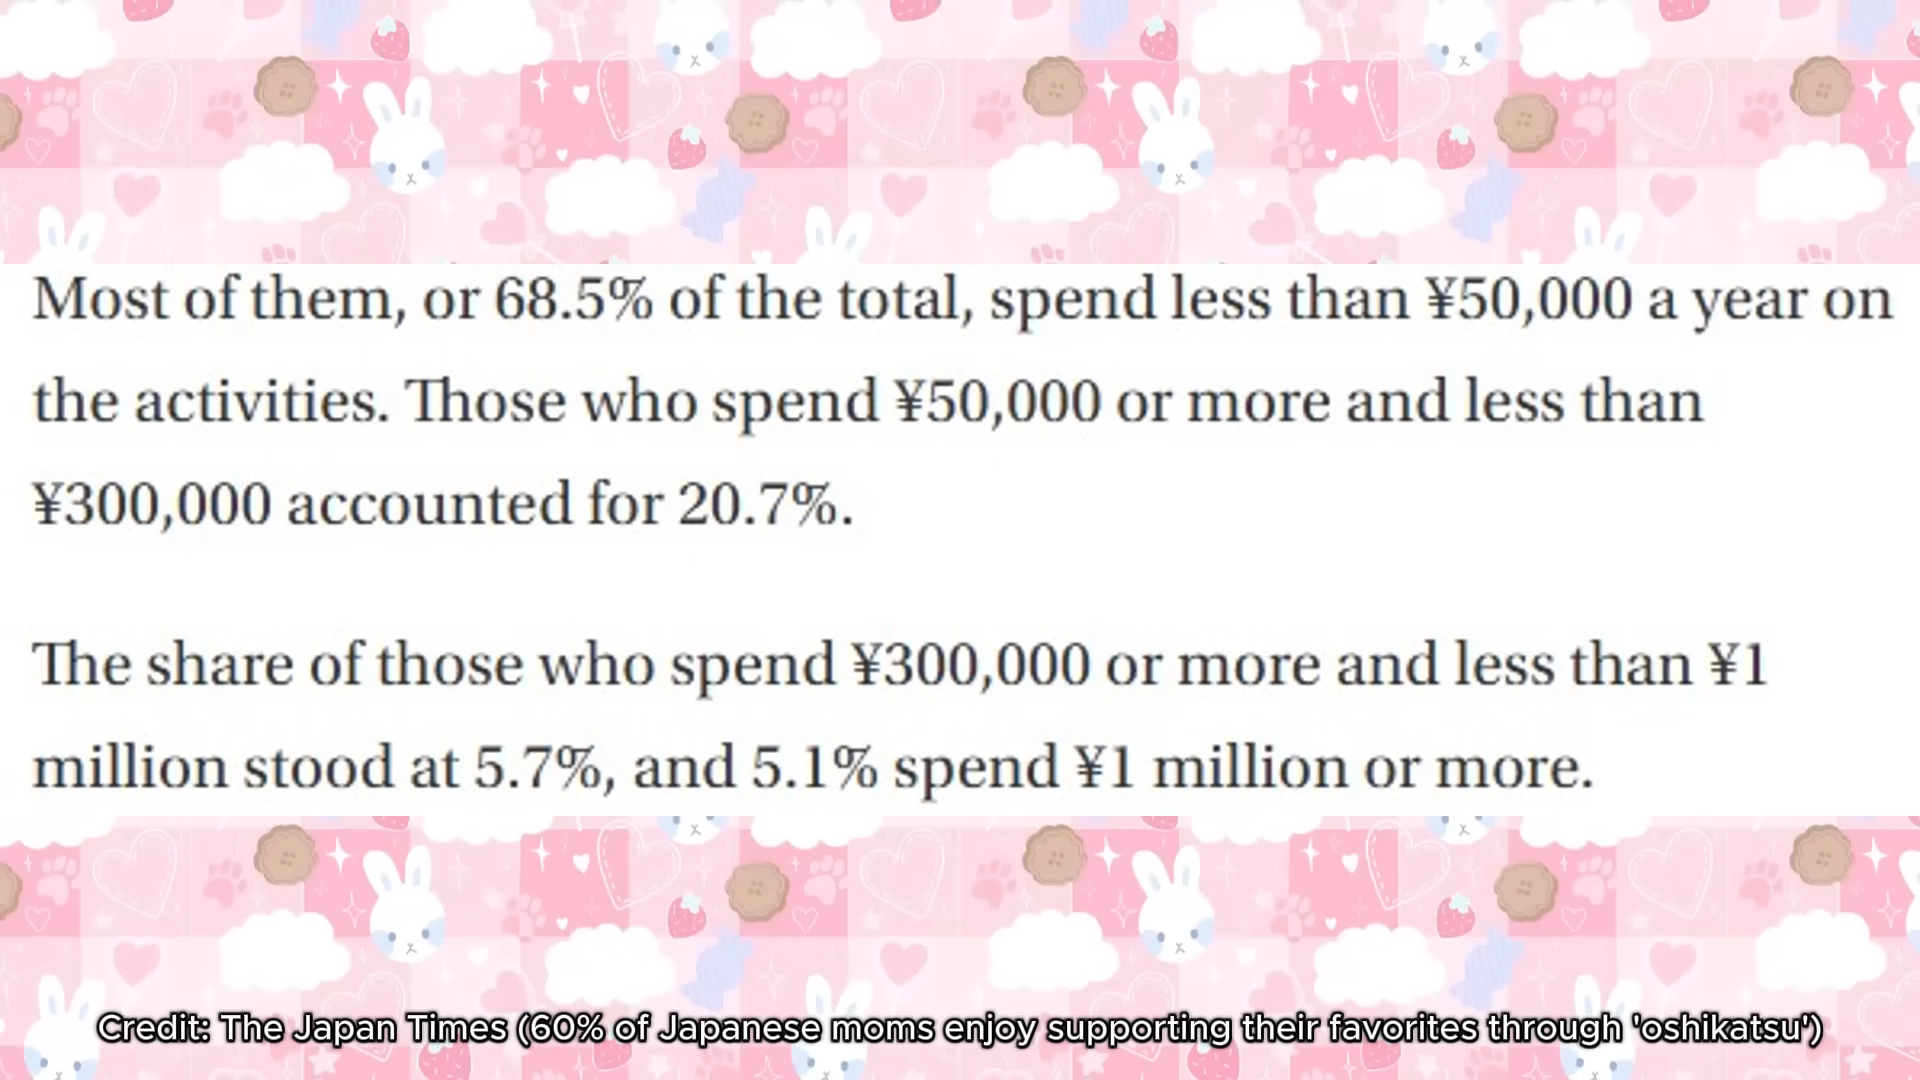 Most of them, or 68.5% of the total, spend less than ¥50,000 a year on
the activities. Those who spend ¥50,000 or more and less than
¥300,000 accounted for 20.7%.
The share of those who spend ¥300,000 or more and less than ¥1
million stood at 5.7%, and 5.1% spend ¥1 million or more.
Credit: The Japan Times (60% of Japanese moms enjoy supporting their favorites through 'oshikatsu')